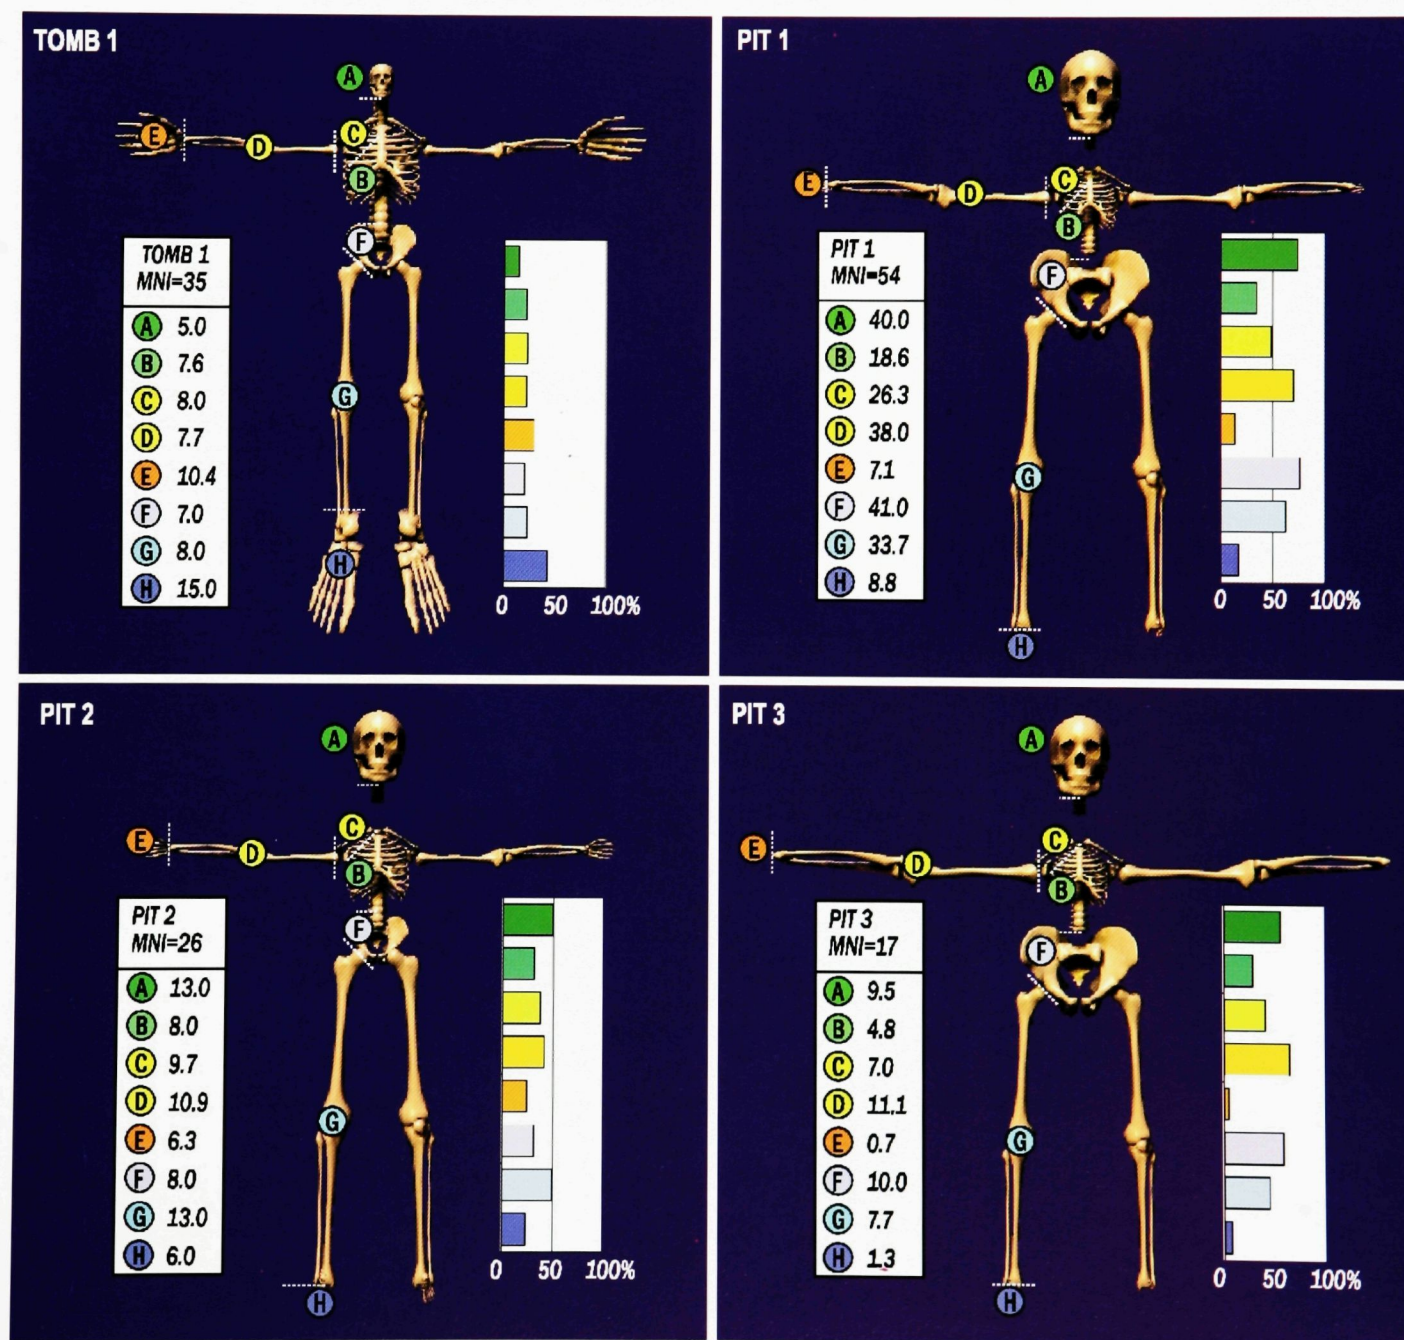 TOMB 1
A
C
E
D
B
F
TOMB 1
MNI=35
A 5.0
B 7.6
C 8.0
D 7.7
E 10.4
F 7.0
G 8.0
H 15.0
G
H
0 50 100%
PIT 1
A
C
E
D
B
F
PIT 1
MNI=54
A 40.0
B 18.6
C 26.3
D 38.0
E 7.1
F 41.0
G 33.7
H 8.8
G
H
0 50 100%
PIT 2
A
C
E
D
B
F
PIT 2
MNI=26
A 13.0
B 8.0
C 9.7
D 10.9
E 6.3
F 8.0
G 13.0
H 6.0
G
H
0 50 100%
PIT 3
A
C
E
D
B
F
PIT 3
MNI=17
A 9.5
B 4.8
C 7.0
D 11.1
E 0.7
F 10.0
G 7.7
H 1.3
G
H
0 50 100%